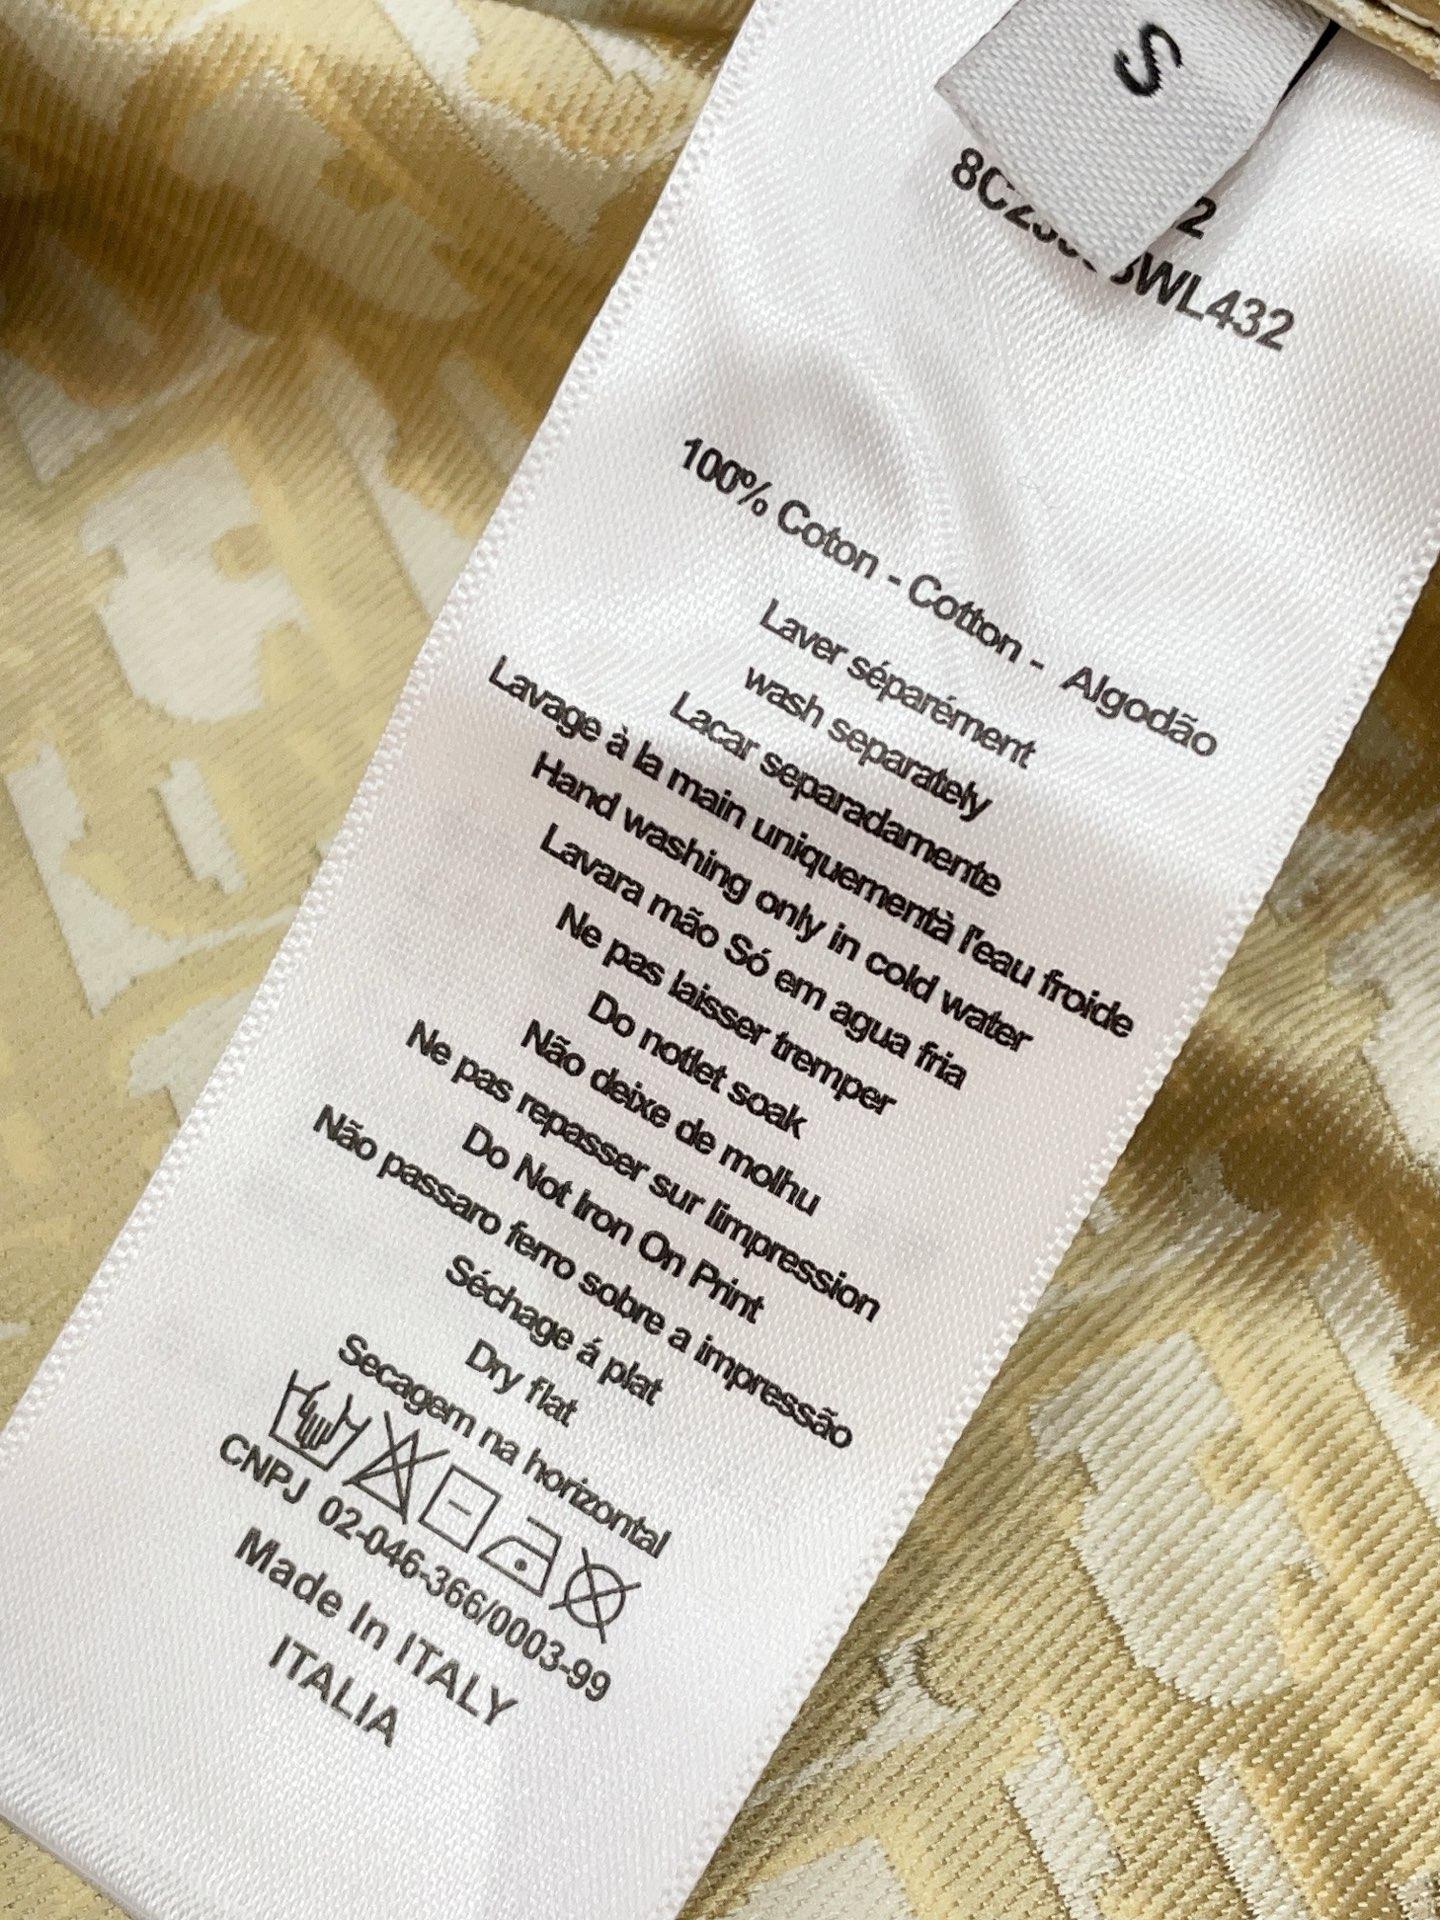 S
100% Coton - Cotton - Algodão
Laver séparément
wash separately
Lacar separadamente
Lavage à la main uniquementà l'eau froide
Hand washing only in cold water
Lavara mão Só em agua fria
Ne pas laisser tremper
Do notlet soak
Não deixe de molhu
Ne pas repasser sur limpression
Do Not Iron On Print
Não passaro ferro sobre a impressão
Séchage á plat
Dry flat
Secagem na horizontal
CNPJ 02-046-366/0003-99
Made In ITALY
ITALIA